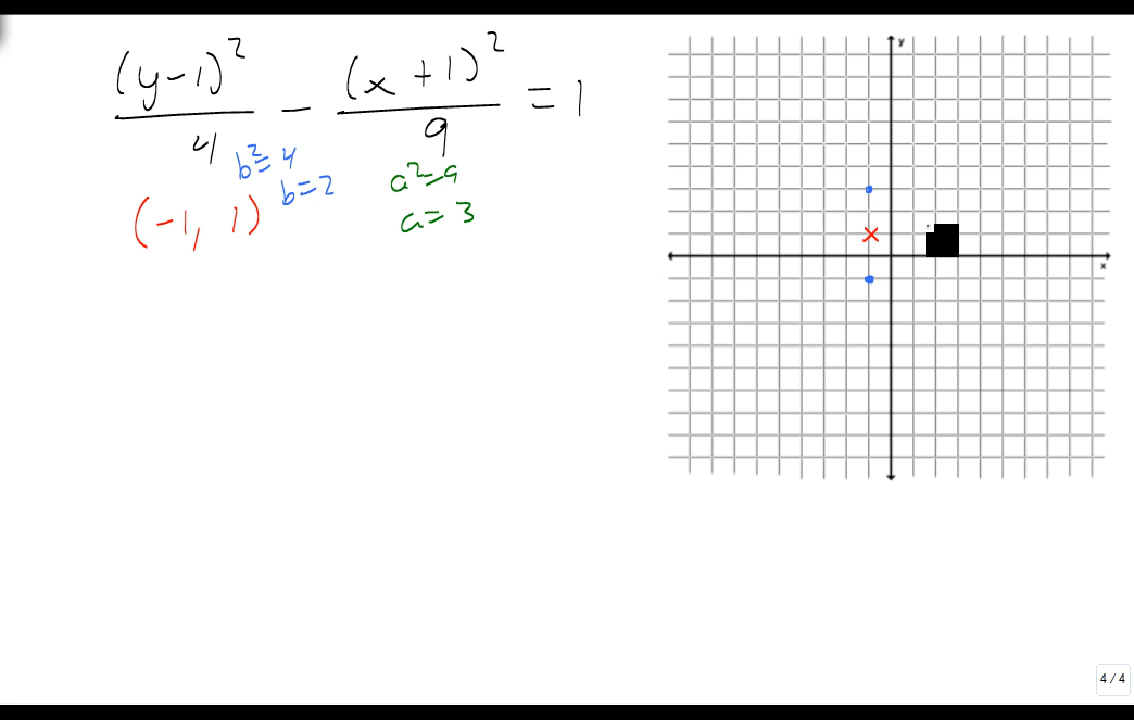 (y-1)² / 4 - (x+1)² / 9 = 1
b² = 4
b = 2
a² = 9
a = 3
(-1, 1)
y
x
4 / 4